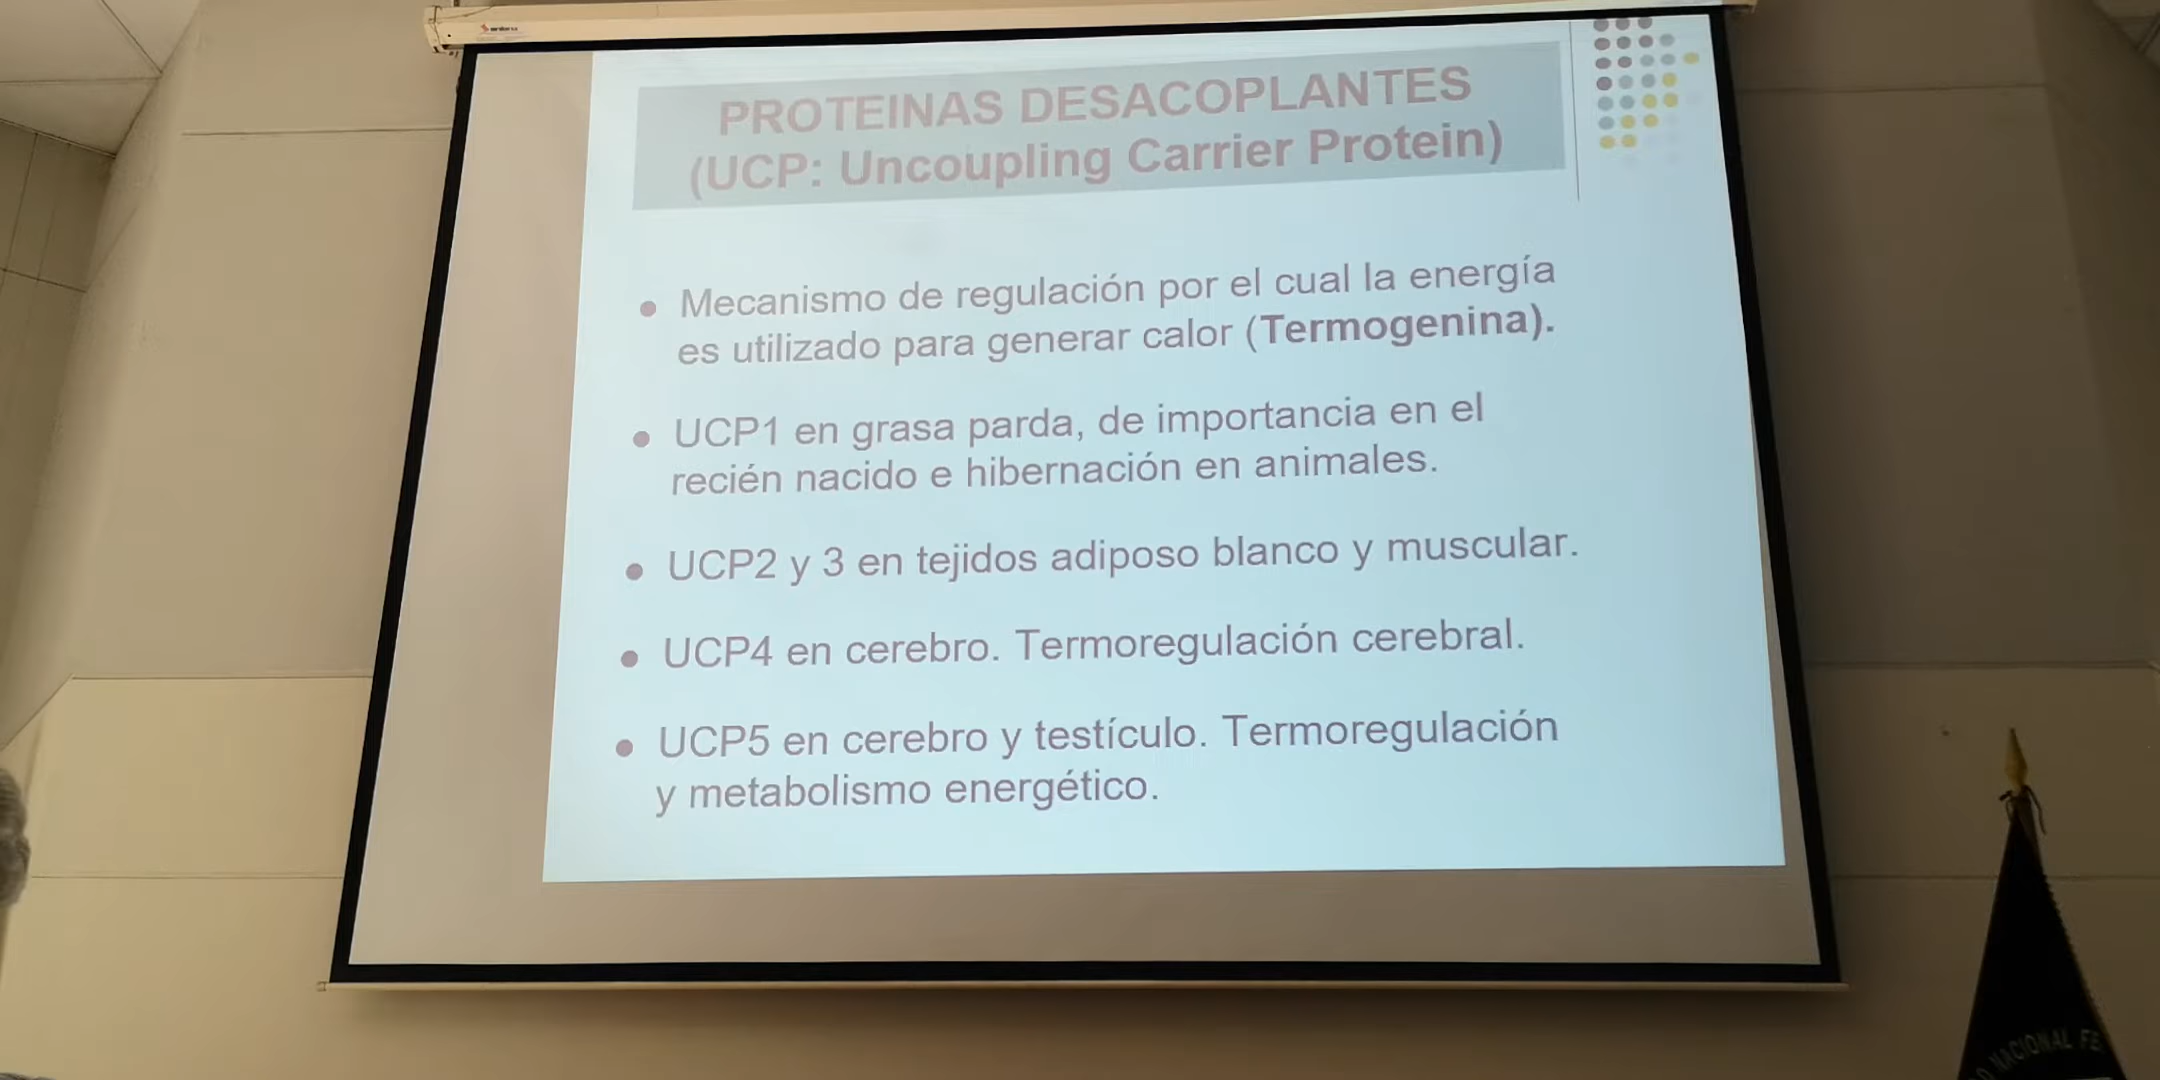 PROTEINAS DESACOPLANTES
(UCP: Uncoupling Carrier Protein)
Mecanismo de regulación por el cual la energía
es utilizado para generar calor (Termogenina).
UCP1 en grasa parda, de importancia en el
recién nacido e hibernación en animales.
UCP2 y 3 en tejidos adiposo blanco y muscular.
UCP4 en cerebro. Termoregulación cerebral.
UCP5 en cerebro y testículo. Termoregulación
y metabolismo energético.
NACIONAL